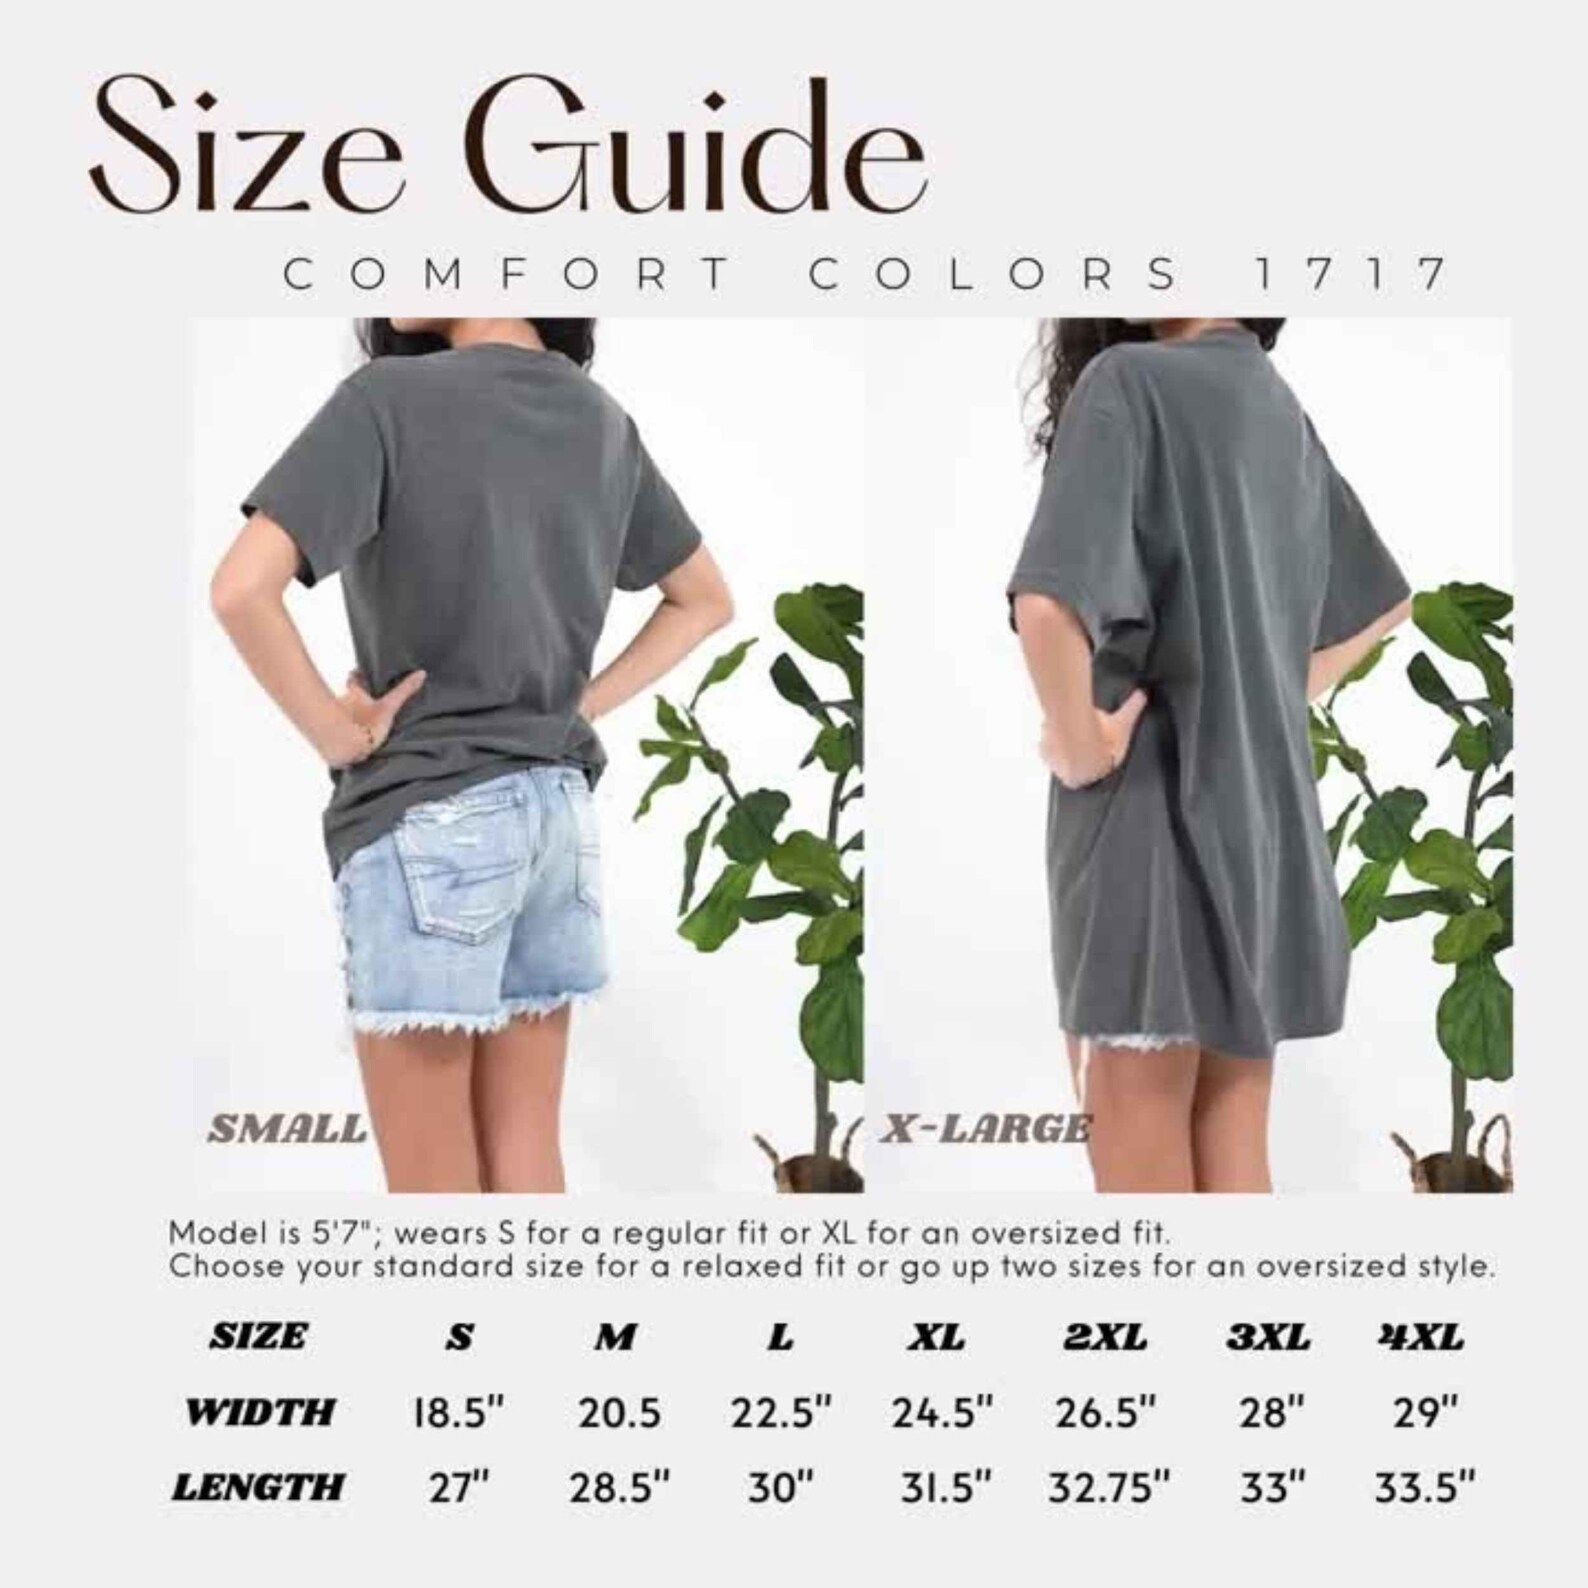 Size Guide
COMFORT COLORS 1717
SMALL
X-LARGE
Model is 5'7"; wears S for a regular fit or XL for an oversized fit.
Choose your standard size for a relaxed fit or go up two sizes for an oversized style.
SIZE S M L XL 2XL 3XL 4XL
WIDTH 18.5" 20.5 22.5" 24.5" 26.5" 28" 29"
LENGTH 27" 28.5" 30" 31.5" 32.75" 33" 33.5"